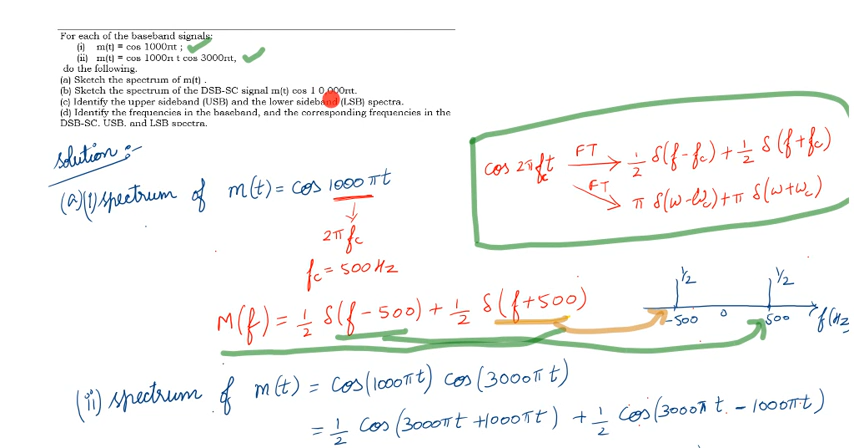 For each of the baseband signals:
(i) m(t) = cos 1000πt ;
(ii) m(t) = cos 1000π t cos 3000πt,
do the following.
(a) Sketch the spectrum of m(t) .
(b) Sketch the spectrum of the DSB-SC signal m(t) cos 1 0,000πt.
(c) Identify the upper sideband (USB) and the lower sideband (LSB) spectra.
(d) Identify the frequencies in the baseband, and the corresponding frequencies in the
DSB-SC, USB, and LSB spectra.
Solution :-
cos 2πfct FT→ 1/2 δ(f-fc) + 1/2 δ(f+fc)
FT→ π δ(ω-ωc) + π δ(ω+ωc)
(a)(i) spectrum of m(t) = cos 1000πt
↓
2πfc
fc = 500Hz
M(f) = 1/2 δ(f-500) + 1/2 δ(f+500)
1/2 1/2
-500 0 500 f(Hz
(ii) spectrum of m(t) = cos(1000πt) cos(3000πt)
= 1/2 cos(3000πt+1000πt) + 1/2 cos(3000πt - 1000πt)